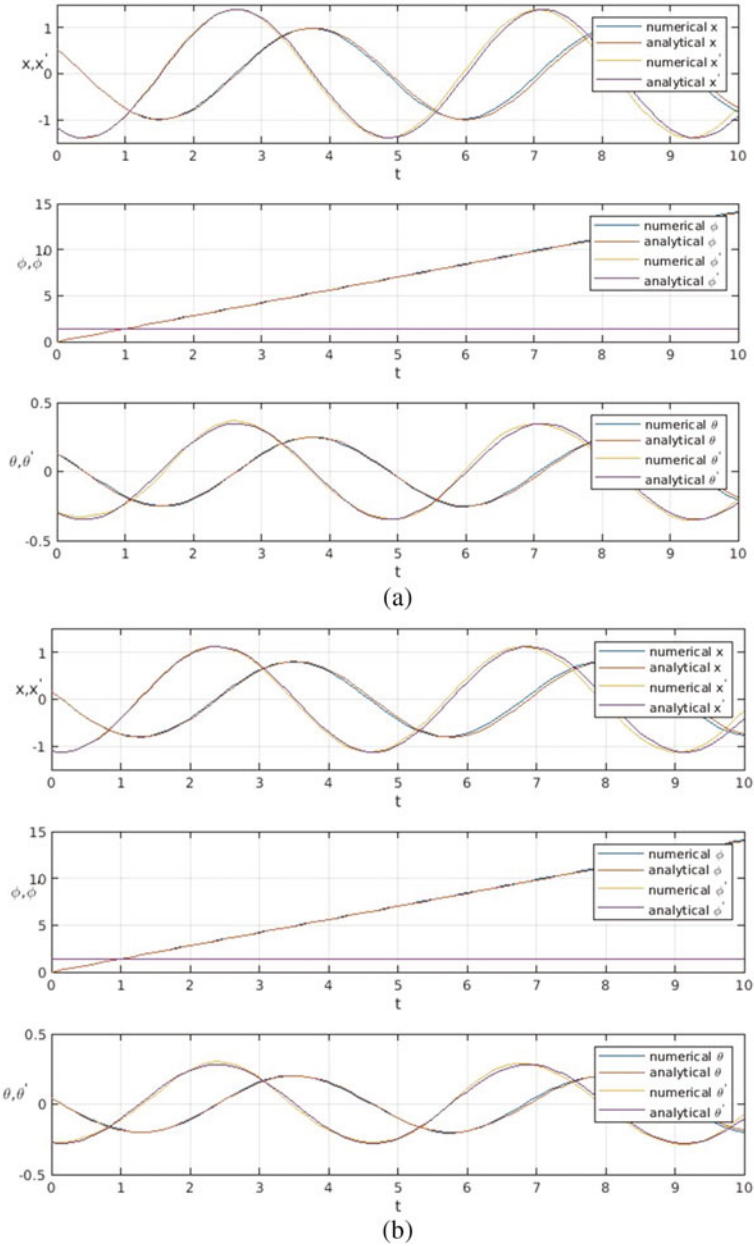 1
0
-1
x,x'
0 1 2 3 4 5 6 7 8 9 10
t
numerical x
analytical x
numerical x'
analytical x'
15
10
5
0
ϕ,ϕ'
0 1 2 3 4 5 6 7 8 9 10
t
numerical ϕ
analytical ϕ
numerical ϕ'
analytical ϕ'
0.5
0
-0.5
θ,θ'
0 1 2 3 4 5 6 7 8 9 10
t
numerical θ
analytical θ
numerical θ'
analytical θ'
(a)
1
0
-1
x,x'
0 1 2 3 4 5 6 7 8 9 10
t
numerical x
analytical x
numerical x'
analytical x'
15
10
5
0
ϕ,ϕ'
0 1 2 3 4 5 6 7 8 9 10
t
numerical ϕ
analytical ϕ
numerical ϕ'
analytical ϕ'
0.5
0
-0.5
θ,θ'
0 1 2 3 4 5 6 7 8 9 10
t
numerical θ
analytical θ
numerical θ'
analytical θ'
(b)